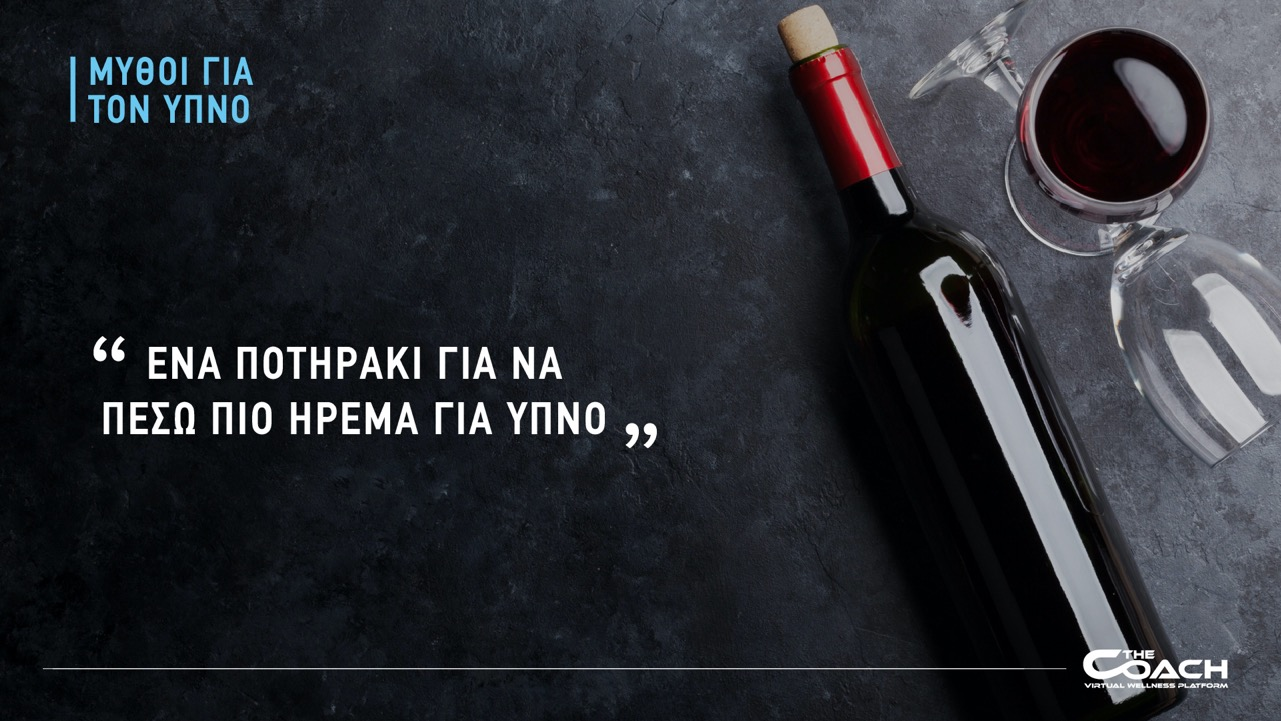 ΜΥΘΟΙ ΓΙΑ
ΤΟΝ ΥΠΝΟ
“ ΕΝΑ ΠΟΤΗΡΑΚΙ ΓΙΑ ΝΑ
ΠΕΣΩ ΠΙΟ ΗΡΕΜΑ ΓΙΑ ΥΠΝΟ ”
THE
COACH
VIRTUAL WELLNESS PLATFORM